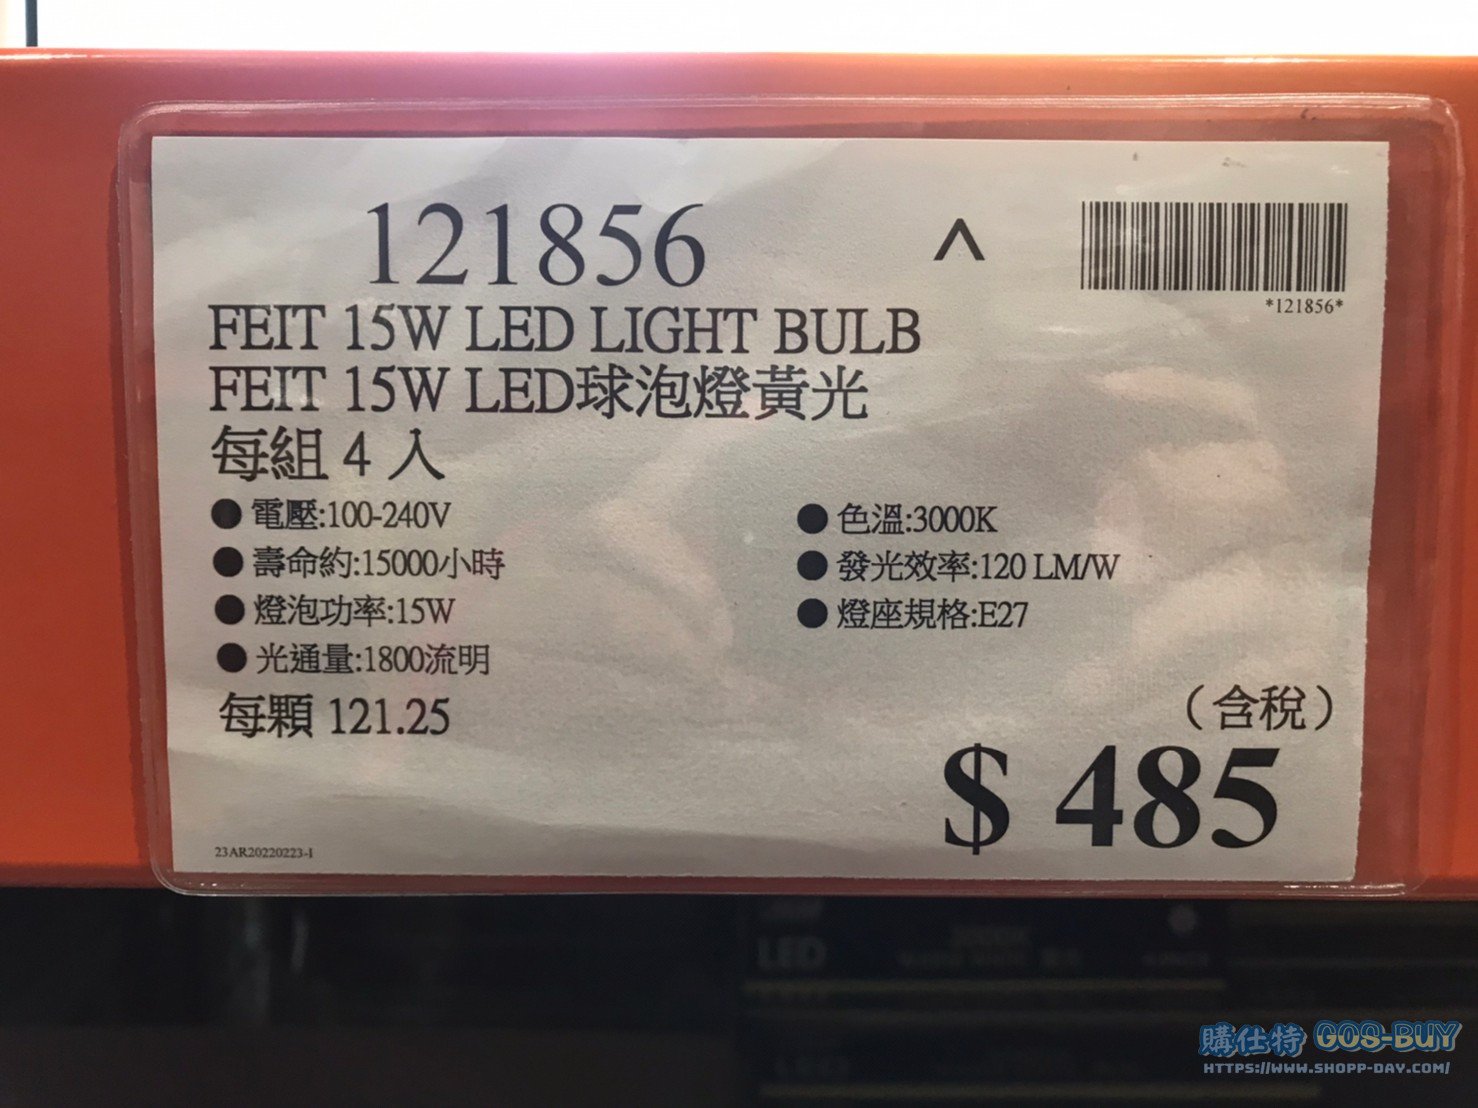 121856
^
*121856*
FEIT 15W LED LIGHT BULB
FEIT 15W LED球泡燈黃光
每組 4 入
● 電壓:100-240V
● 壽命約:15000小時
● 燈泡功率:15W
● 光通量:1800流明
● 色溫:3000K
● 發光效率:120 LM/W
● 燈座規格:E27
每顆 121.25
（含稅）
$ 485
23AR20220223-1
LED
購仕特 GOS-BUY
HTTPS://WWW.SHOPP-DAY.COM/